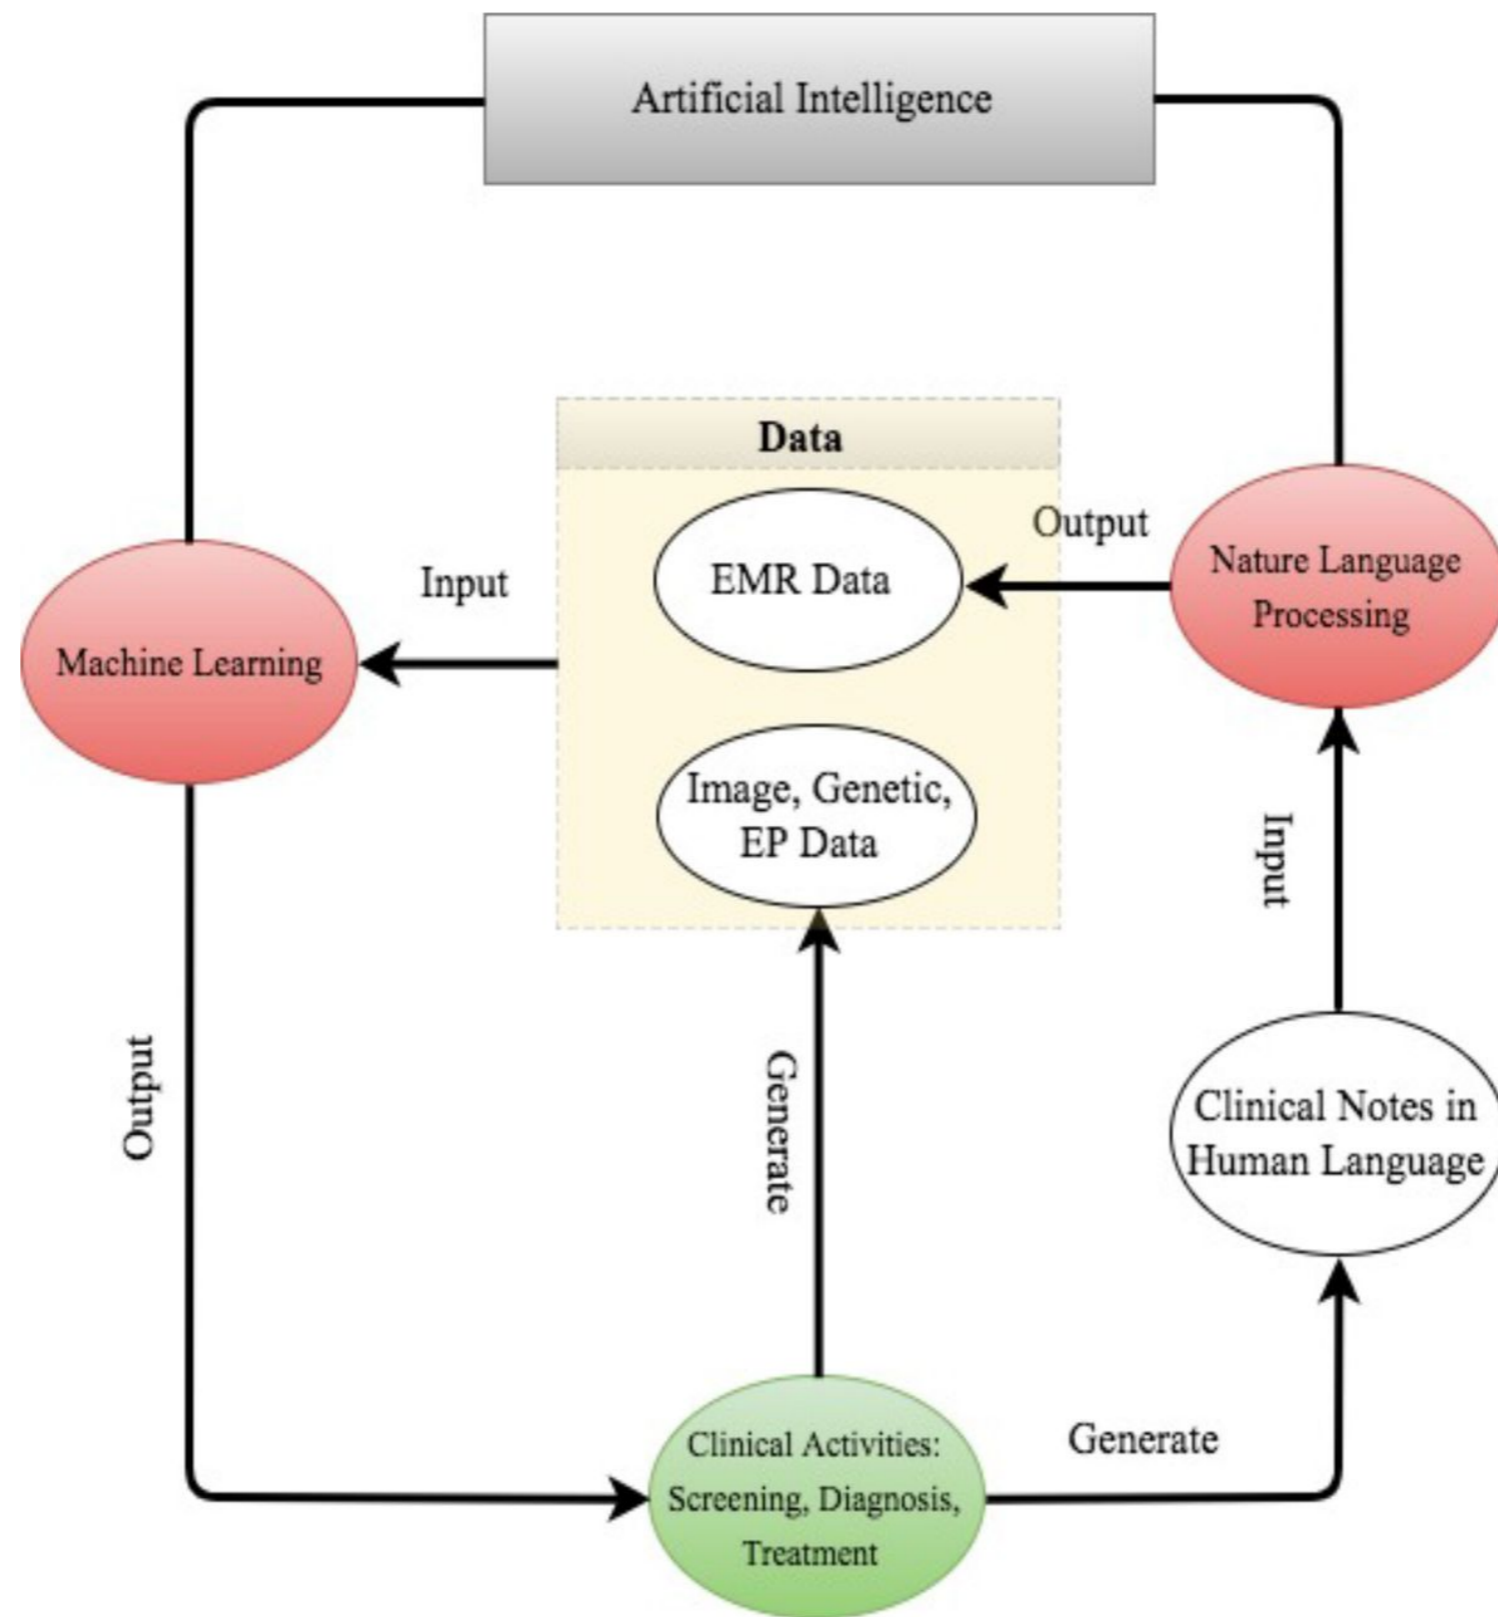 Artificial Intelligence
Data
Output
EMR Data
Nature Language
Processing
Input
Machine Learning
Image, Genetic,
EP Data
Input
Output
Generate
Clinical Notes in
Human Language
Generate
Clinical Activities:
Screening, Diagnosis,
Treatment